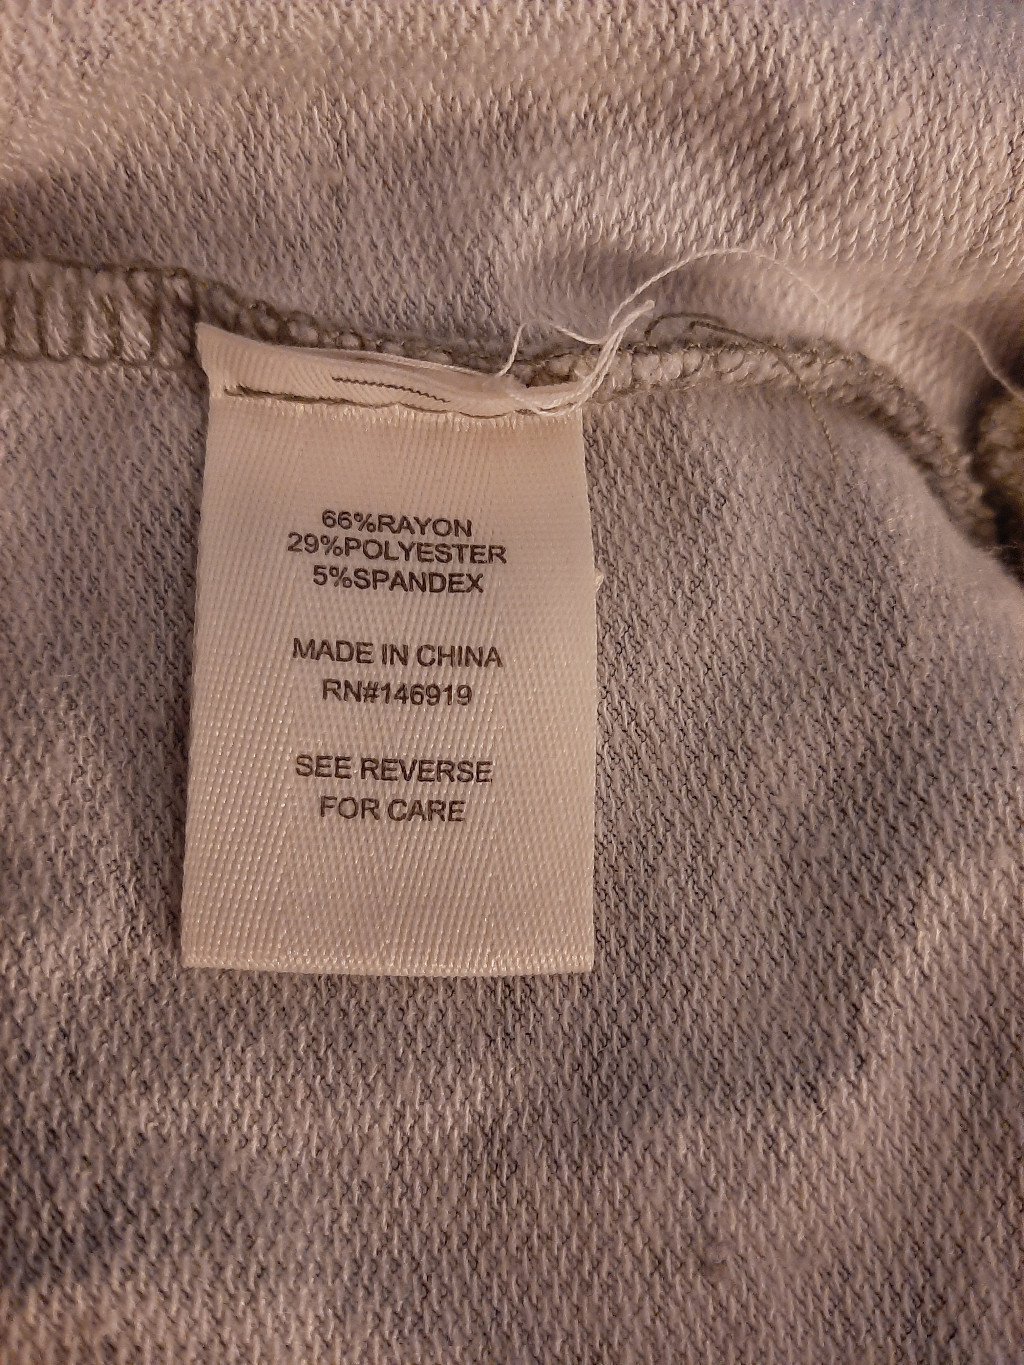 66%RAYON
29%POLYESTER
5%SPANDEX
MADE IN CHINA
RN#146919
SEE REVERSE
FOR CARE